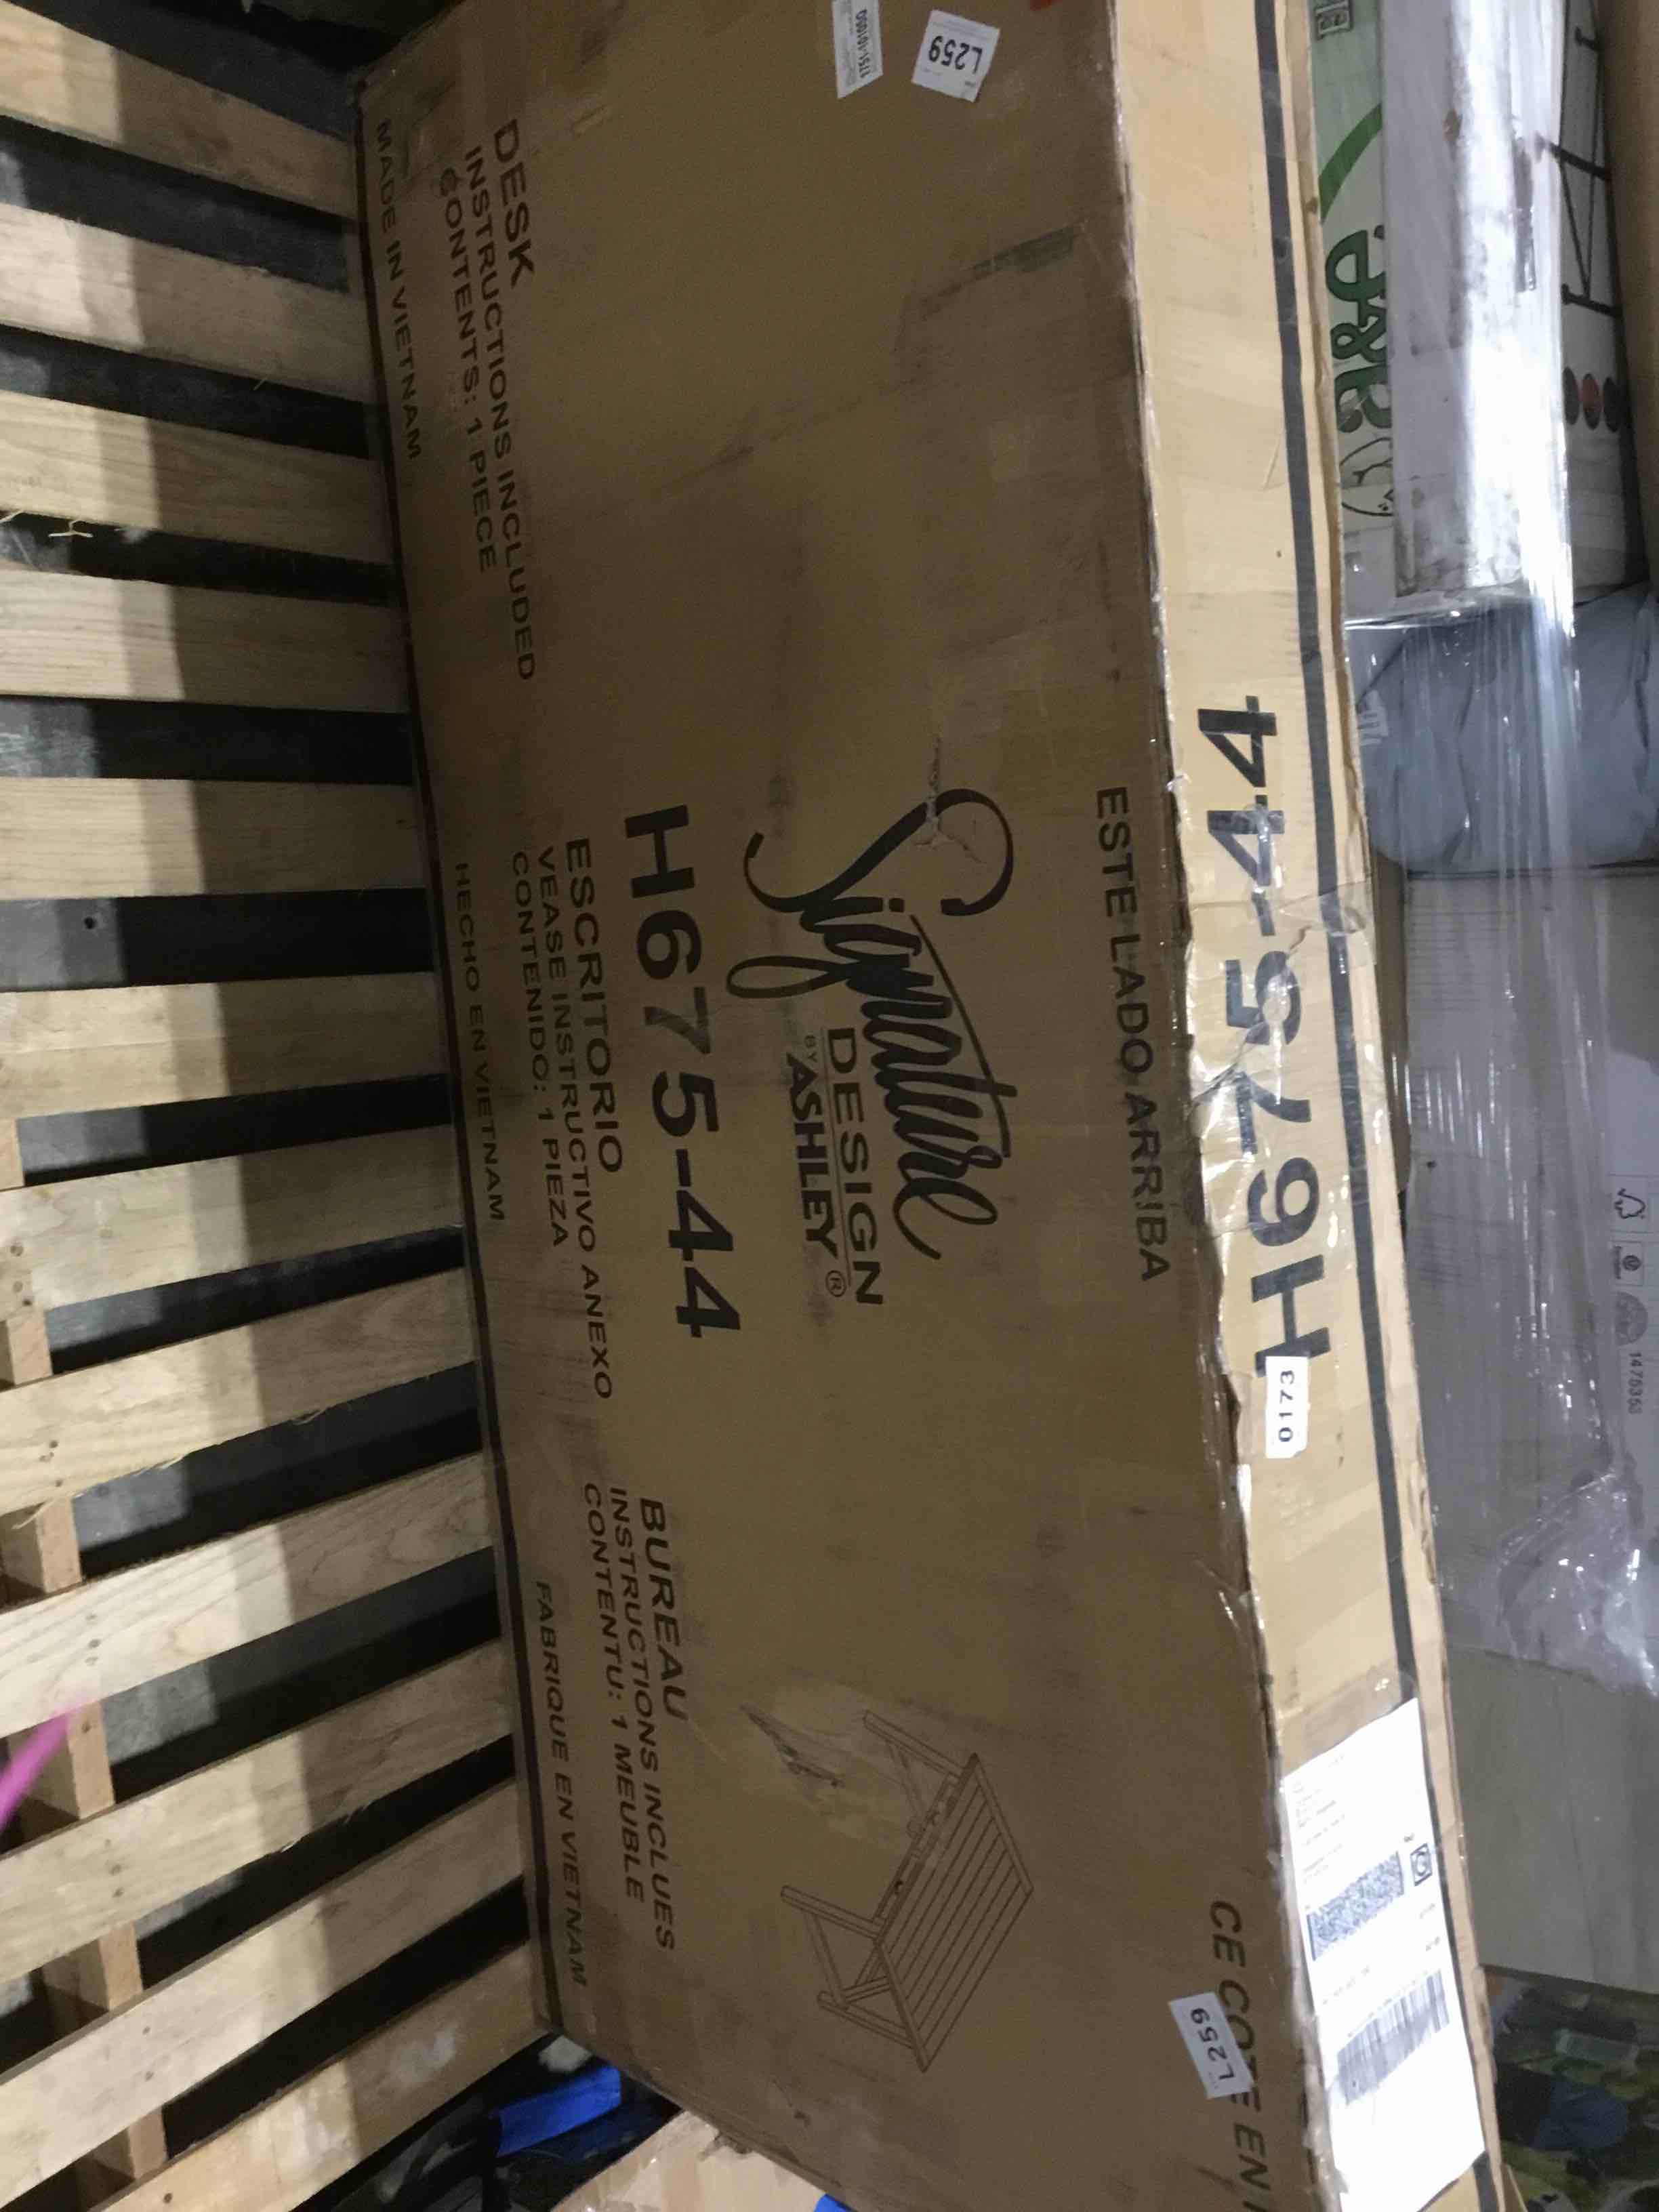 ESTE LADO ARRIBA
CE COTE EN
Signature
DESIGN
BY ASHLEY®
H675-44
DESK
INSTRUCTIONS INCLUDED
CONTENTS: 1 PIECE
MADE IN VIETNAM
ESCRITORIO
VEASE INSTRUCTIVO ANEXO
CONTENIDO: 1 PIEZA
HECHO EN VIETNAM
BUREAU
INSTRUCTIONS INCLUES
CONTENTU: 1 MEUBLE
FABRIQUE EN VIETNAM
L259
L259
H675-44
0173
1475353